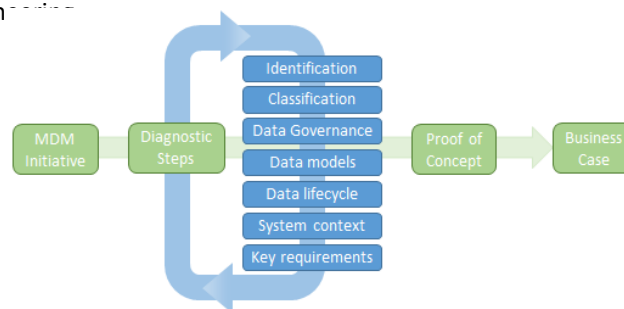 Identification
Classification
MDM
Initiative
Diagnostic
Steps
Data Governance
Data models
Data lifecycle
System context
Key requirements
Proof of
Concept
Business
Case